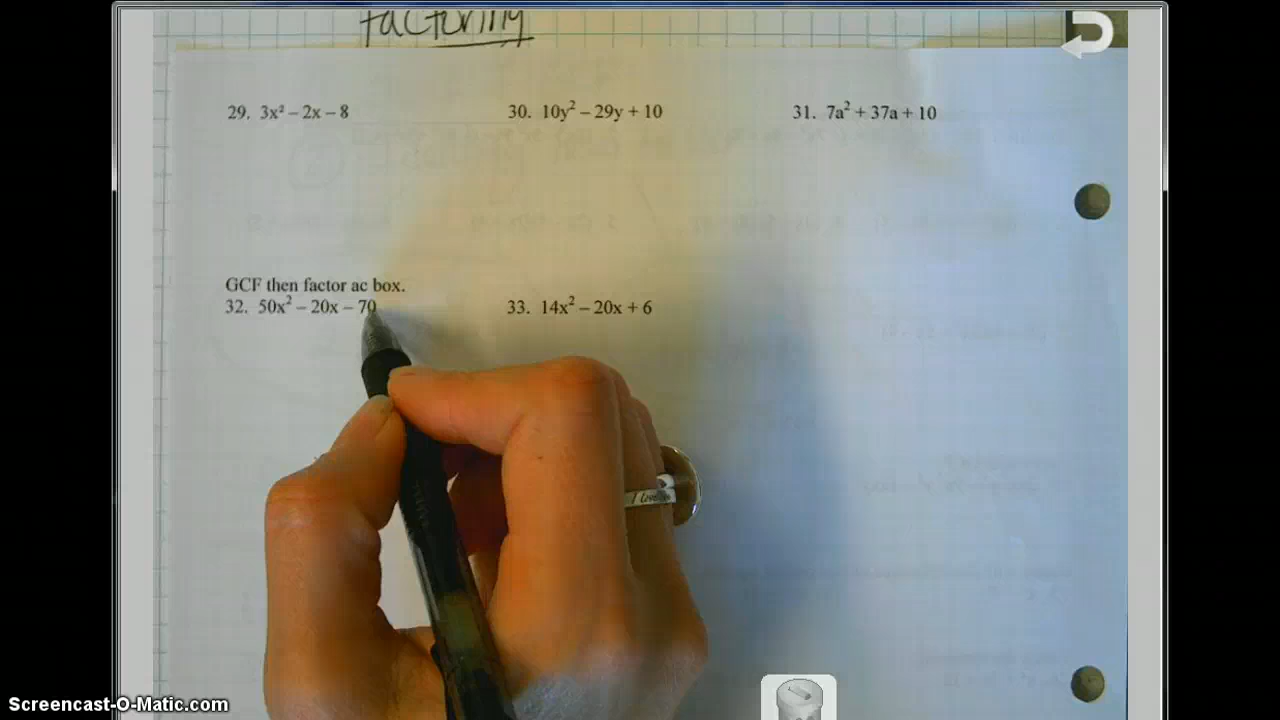 factoring
29. 3x² – 2x – 8
30. 10y² – 29y + 10
31. 7a² + 37a + 10
GCF then factor ac box.
32. 50x² – 20x – 70
33. 14x² – 20x + 6
Screencast-O-Matic.com